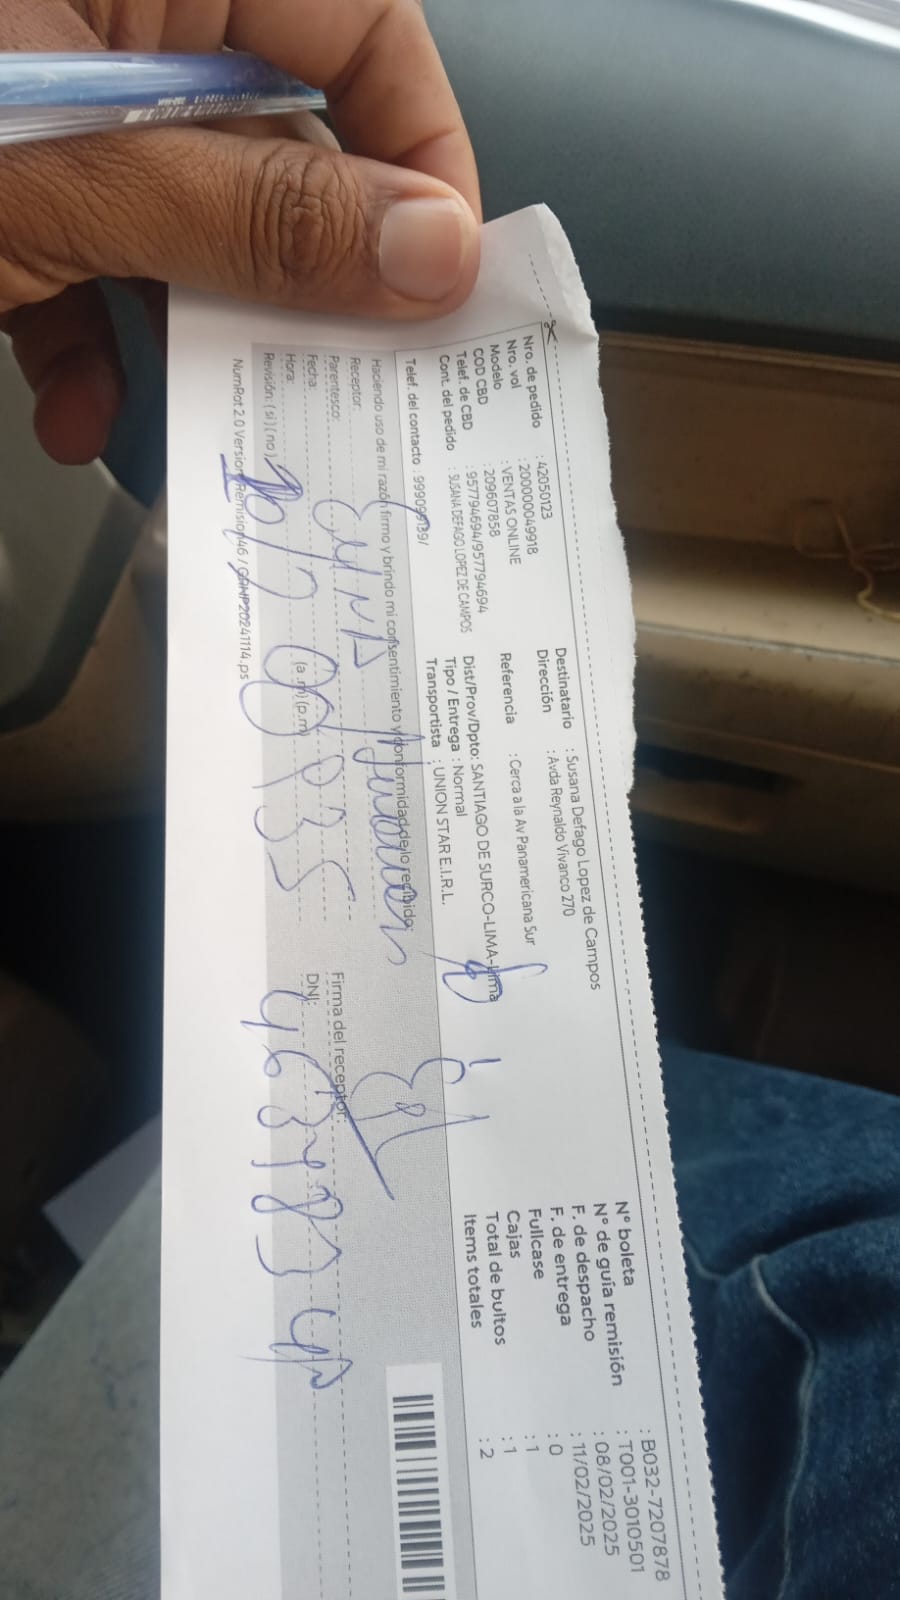 Nro. de pedido : 42050123
Nro. vol : 200000049918
Modelo : VENTAS ONLINE
COD CBD : 209607858
Telef. de CBD : 957794694/957794694
Cont. del pedido : SUSANA DEFAGO LOPEZ DE CAMPOS
Telef. del contacto : 999099139/
Destinatario : Susana Defago Lopez de Campos
Dirección : Avda Reynaldo Vivanco 270
Referencia : Cerca a la Av Panamericana Sur
Dist/Prov/Dpto: SANTIAGO DE SURCO-LIMA-Lima
Tipo / Entrega : Normal
Transportista : UNION STAR E.I.R.L.
N° boleta : B032-7207878
N° de guía remisión : T001-3010501
F. de despacho : 08/02/2025
F. de entrega : 11/02/2025
Fullcase : 0
Cajas : 1
Total de bultos : 1
Items totales : 2
Haciendo uso de mi razón firmo y brindo mi consentimiento y conformidad de lo recibido:
Receptor:
Parentesco:
Fecha:
Hora: (a.m) (p.m)
Revisión: (si) (no)
Firma del receptor:
DNI:
NumRot 2.0 Version Remision46 / GRMP20241114.ps